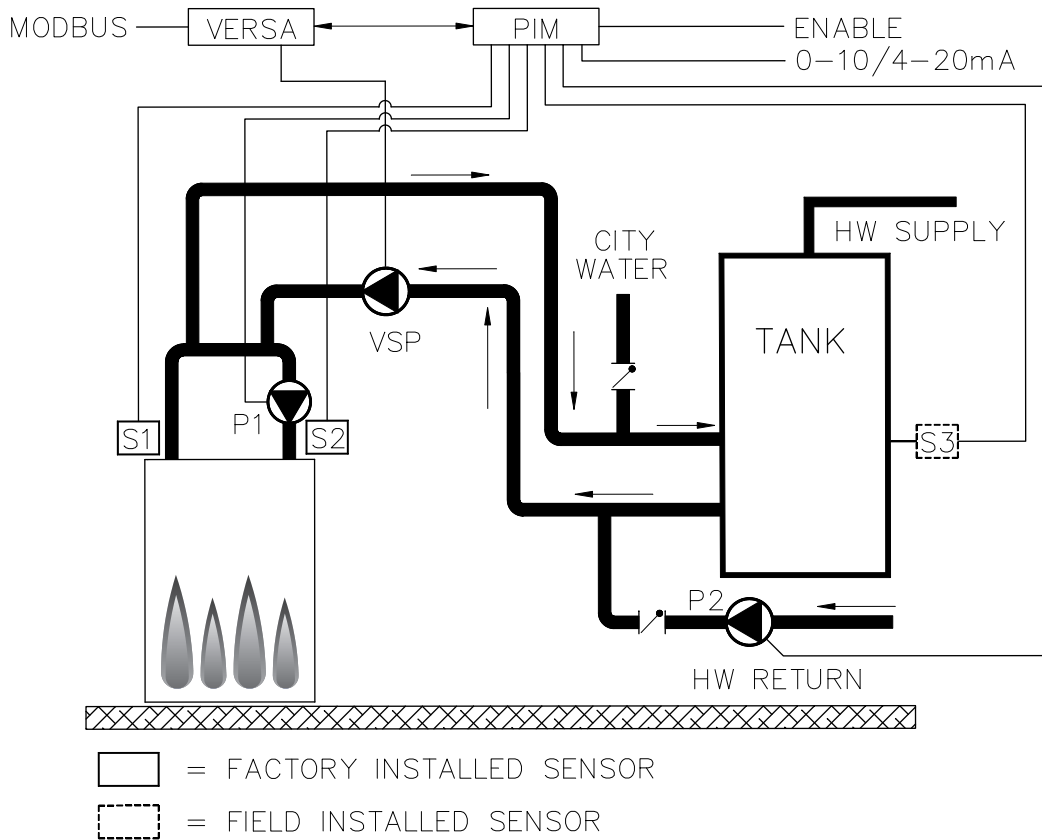 MODBUS
VERSA
PIM
ENABLE
0-10/4-20mA
HW SUPPLY
CITY
WATER
VSP
TANK
P1
S1
S2
S3
P2
HW RETURN
= FACTORY INSTALLED SENSOR
= FIELD INSTALLED SENSOR